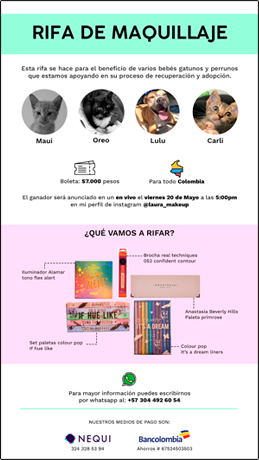 RIFA DE MAQUILLAJE
Esta rifa se hace para el beneficio de varios bebés gatunos y perrunos
que estamos apoyando en su proceso de recuperación y adopción.
Maui
Oreo
Lily
Carli
Boleta: $7.000 pesos
Para todo Colombia
El ganador será anunciado en un en vivo el viernes 20 de Mayo a las 5:00pm
en mi perfil de instagram @laura_makeup
¿QUÉ VAMOS A RIFAR?
Brocha real techniques
052 confident contour
Iluminador Alamar
tono flex alert
Anastasia Beverly Hills
Paleta primrose
IF HUE LIKE
IT'S A DREAM
Set paletas colour pop
If hue like
Colour pop
It's a dream liners
Para mayor información puedes escribirnos
por whatsapp al: +57 304 492 60 54
NUESTROS MEDIOS DE PAGO SON:
NEQUI
324 328 53 94
Bancolombia
Ahorros # 67524503903